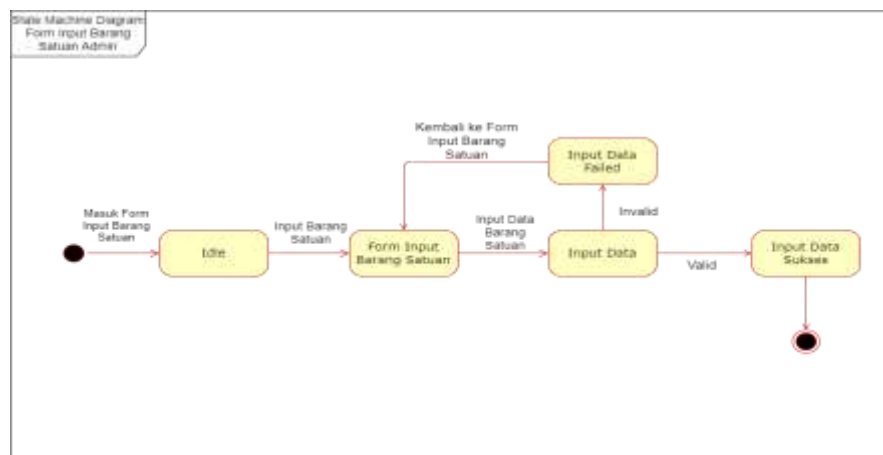 State Machine Diagram
Form Input Barang
Satuan Admin
Kembali ke Form
Input Barang
Satuan
Input Data
Failed
Masuk Form
Input Barang
Satuan
Input Barang
Satuan
Input Data
Barang
Satuan
Invalid
Idle
Form Input
Barang Satuan
Input Data
Valid
Input Data
Sukses